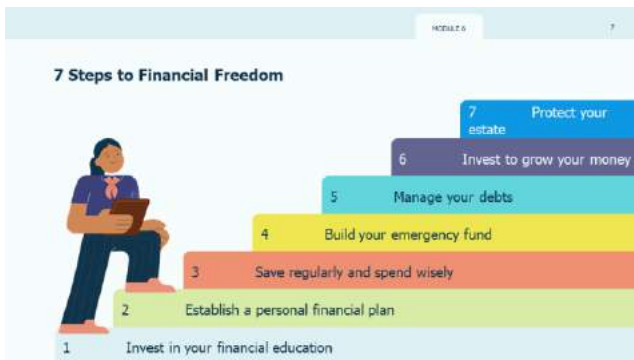 MODULE 6 7
7 Steps to Financial Freedom
7 Protect your
estate
6 Invest to grow your money
5 Manage your debts
4 Build your emergency fund
3 Save regularly and spend wisely
2 Establish a personal financial plan
1 Invest in your financial education